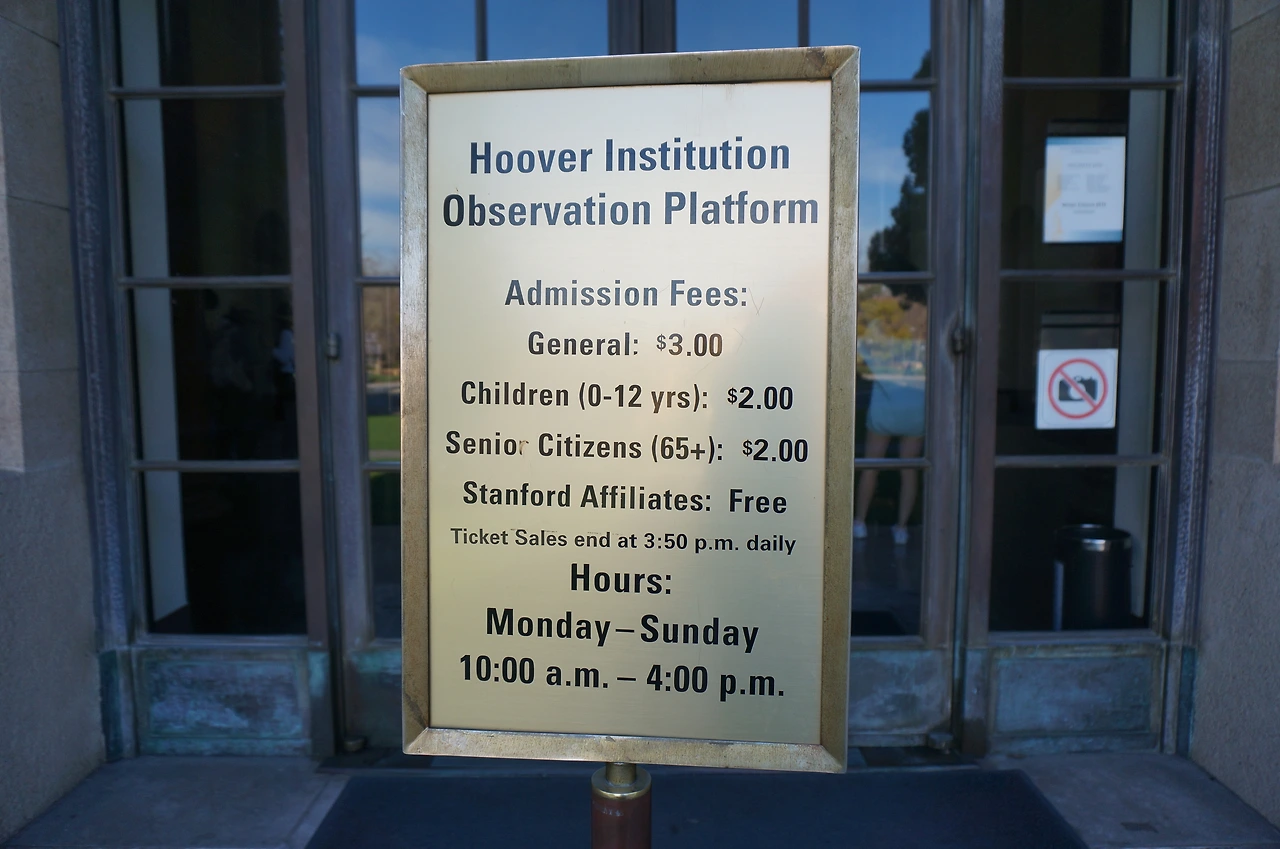 Hoover Institution
Observation Platform
Admission Fees:
General: $3.00
Children (0-12 yrs): $2.00
Senior Citizens (65+): $2.00
Stanford Affiliates: Free
Ticket Sales end at 3:50 p.m. daily
Hours:
Monday – Sunday
10:00 a.m. – 4:00 p.m.